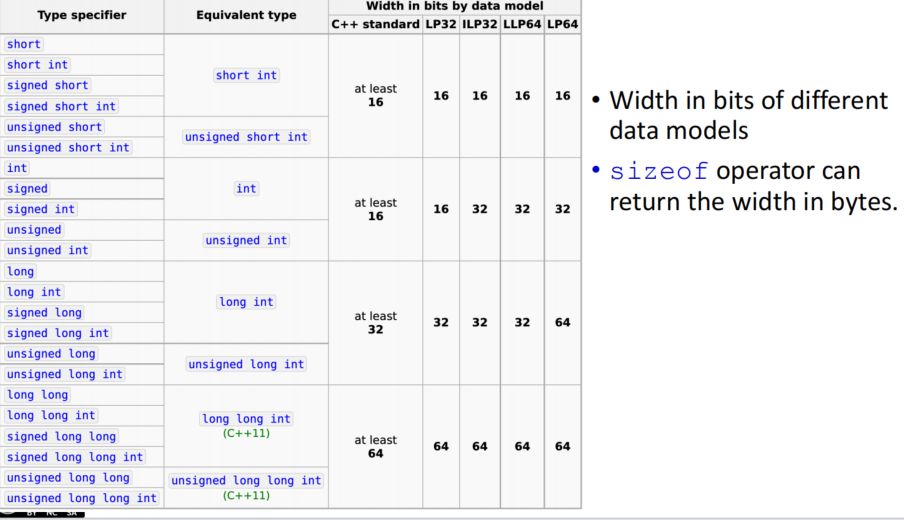 Type specifier
Equivalent type
Width in bits by data model
C++ standard LP32 ILP32 LLP64 LP64
short
short int
signed short
signed short int
unsigned short
unsigned short int
short int
unsigned short int
at least
16
16 16 16 16
int
signed
signed int
unsigned
unsigned int
int
unsigned int
at least
16
16 32 32 32
long
long int
signed long
signed long int
unsigned long
unsigned long int
long int
unsigned long int
at least
32
32 32 32 64
long long
long long int
signed long long
signed long long int
unsigned long long
unsigned long long int
long long int
(C++11)
unsigned long long int
(C++11)
at least
64
64 64 64 64
• Width in bits of different
data models
• sizeof operator can
return the width in bytes.
BY NC SA